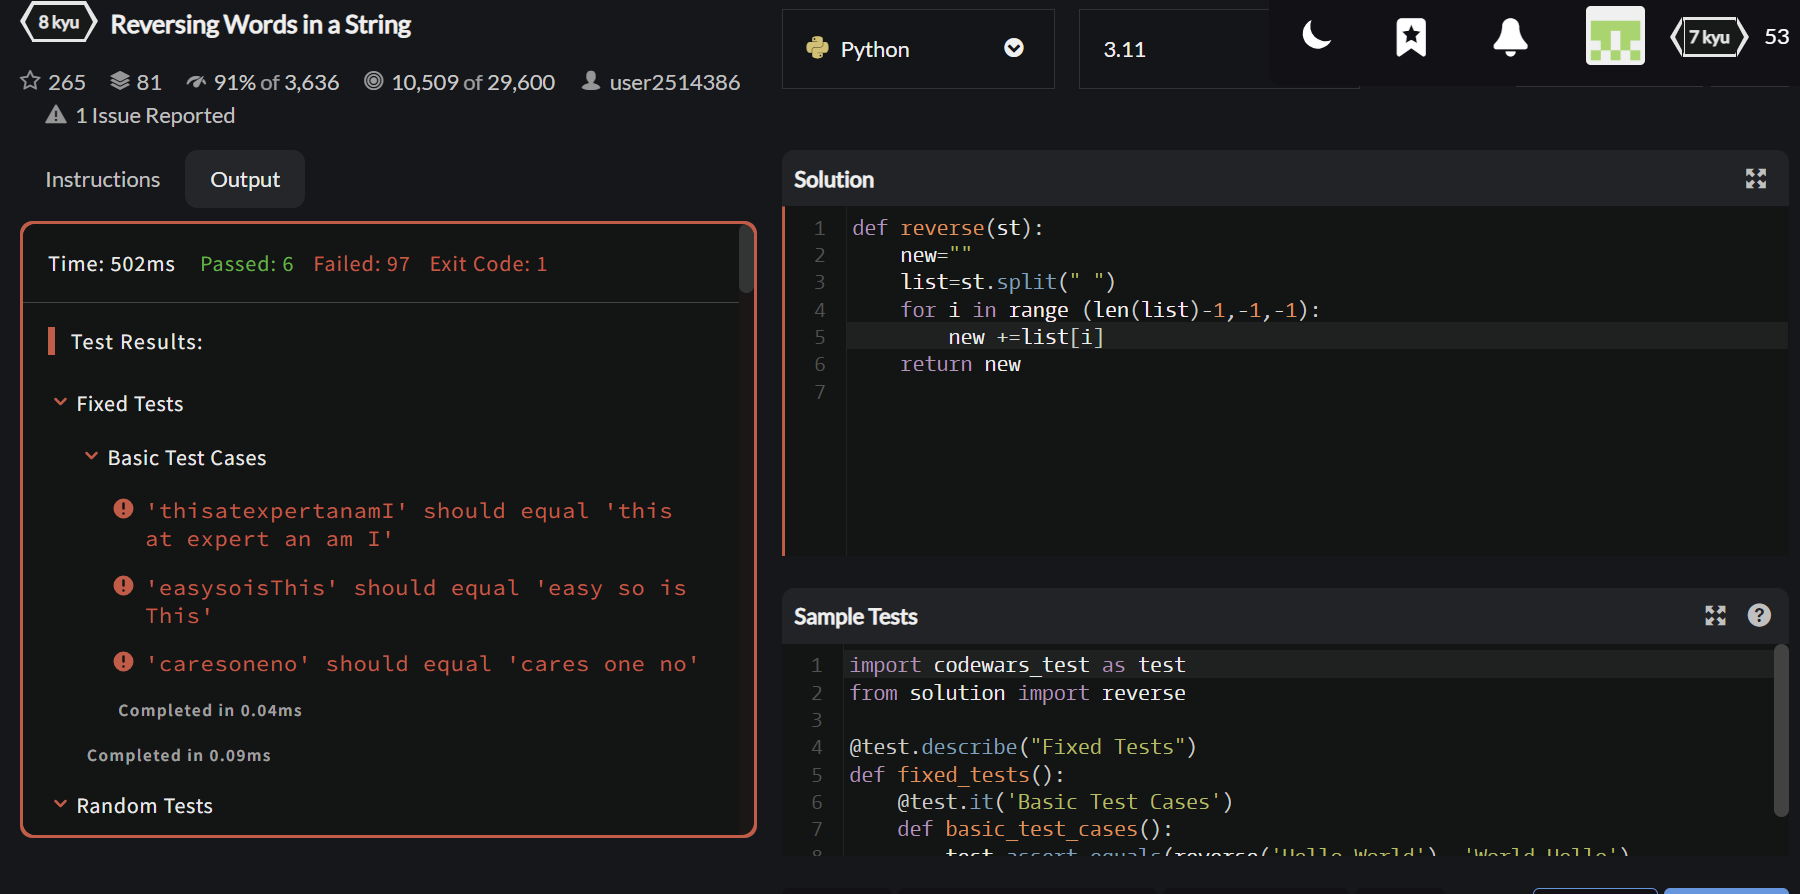 8 kyu
Reversing Words in a String
265 81 91% of 3,636 10,509 of 29,600 user2514386
1 Issue Reported
Python
3.11
7 kyu
53
Instructions
Output
Time: 502ms Passed: 6 Failed: 97 Exit Code: 1
Test Results:
Fixed Tests
Basic Test Cases
'thisatexpertanamI' should equal 'this
at expert an am I'
'easysoisThis' should equal 'easy so is
This'
'caresoneno' should equal 'cares one no'
Completed in 0.04ms
Completed in 0.09ms
Random Tests
Solution
1 def reverse(st):
2     new=""
3     list=st.split(" ")
4     for i in range (len(list)-1,-1,-1):
5         new +=list[i]
6     return new
7
Sample Tests
?
1 import codewars_test as test
2 from solution import reverse
3
4 @test.describe("Fixed Tests")
5 def fixed_tests():
6     @test.it('Basic Test Cases')
7     def basic_test_cases():
8         test.assert_equals(reverse('Hello World'), 'World Hello')